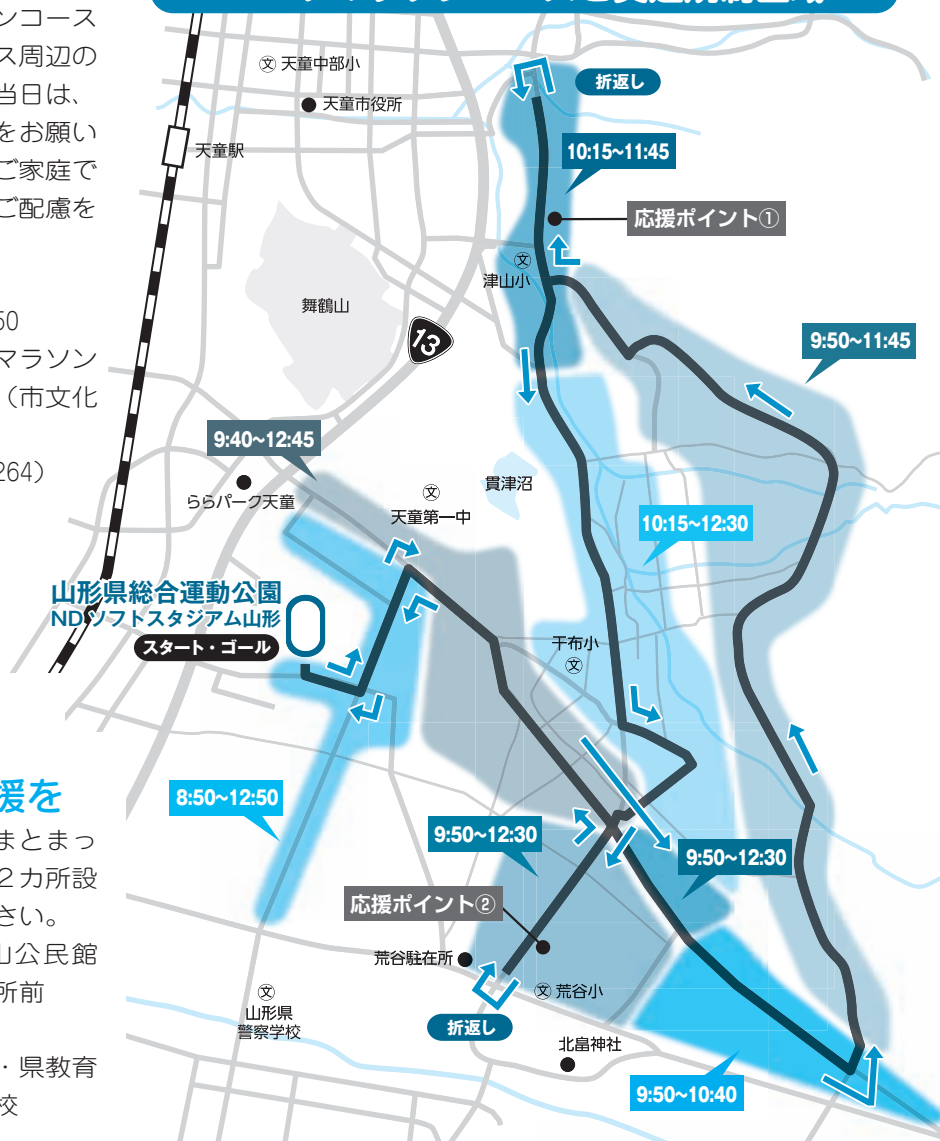 ンコース
ス周辺の
当日は、
をお願い
ご家庭で
ご配慮を
50
マラソン
（市文化
264）
援を
まとまっ
２カ所設
さい。
山公民館
所前
・県教育
校
文 天童中部小
天童市役所
天童駅
折返し
10:15~11:45
応援ポイント①
文
津山小
舞鶴山
13
9:50~11:45
9:40~12:45
ららパーク天童
文
天童第一中
貫津沼
10:15~12:30
山形県総合運動公園
NDソフトスタジアム山形
スタート・ゴール
干布小
文
8:50~12:50
9:50~12:30
9:50~12:30
応援ポイント②
荒谷駐在所
文 荒谷小
文
山形県
警察学校
折返し
北畠神社
9:50~10:40